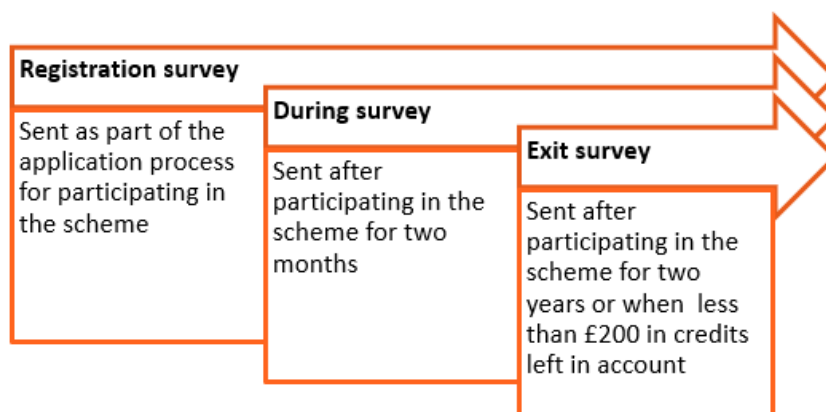 Registration survey
Sent as part of the
application process
for participating in
the scheme
During survey
Sent after
participating in the
scheme for two
months
Exit survey
Sent after
participating in the
scheme for two
years or when  less
than £200 in credits
left in account